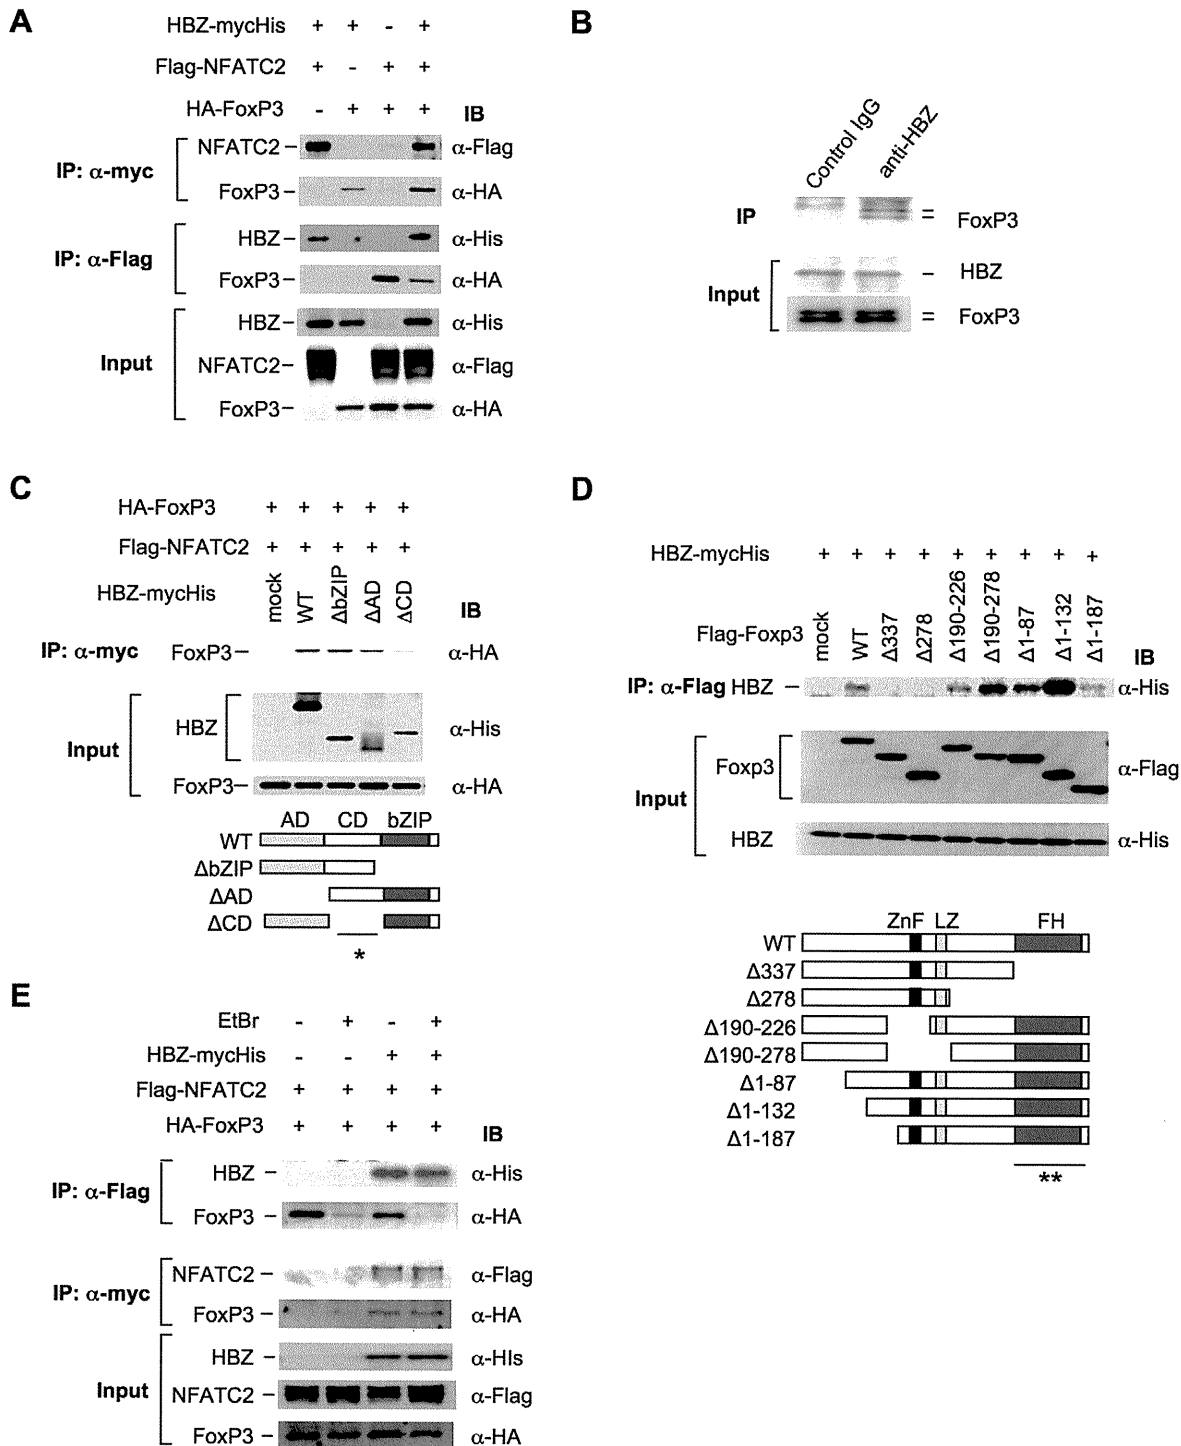 A
HBZ-mycHis + + - +
Flag-NFATC2 + - + +
HA-FoxP3 - + + + IB
IP: α-myc
NFATC2 α-Flag
FoxP3 α-HA
IP: α-Flag
HBZ α-His
FoxP3 α-HA
Input
HBZ α-His
NFATC2 α-Flag
FoxP3 α-HA
B
Control IgG
anti-HBZ
IP FoxP3
Input
HBZ
FoxP3
C
HA-FoxP3 + + + + +
Flag-NFATC2 + + + + +
HBZ-mycHis mock WT ΔbZIP ΔAD ΔCD IB
IP: α-myc FoxP3 α-HA
Input
HBZ α-His
FoxP3 α-HA
AD CD bZIP
WT
ΔbZIP
ΔAD
ΔCD
*
D
HBZ-mycHis + + + + + + + + +
Flag-Foxp3 mock WT Δ337 Δ278 Δ190-226 Δ190-278 Δ1-87 Δ1-132 Δ1-187 IB
IP: α-Flag HBZ α-His
Input
Foxp3 α-Flag
HBZ α-His
ZnF LZ FH
WT
Δ337
Δ278
Δ190-226
Δ190-278
Δ1-87
Δ1-132
Δ1-187
**
E
EtBr - + - +
HBZ-mycHis - - + +
Flag-NFATC2 + + + +
HA-FoxP3 + + + + IB
IP: α-Flag
HBZ α-His
FoxP3 α-HA
IP: α-myc
NFATC2 α-Flag
FoxP3 α-HA
Input
HBZ α-HIs
NFATC2 α-Flag
FoxP3 α-HA